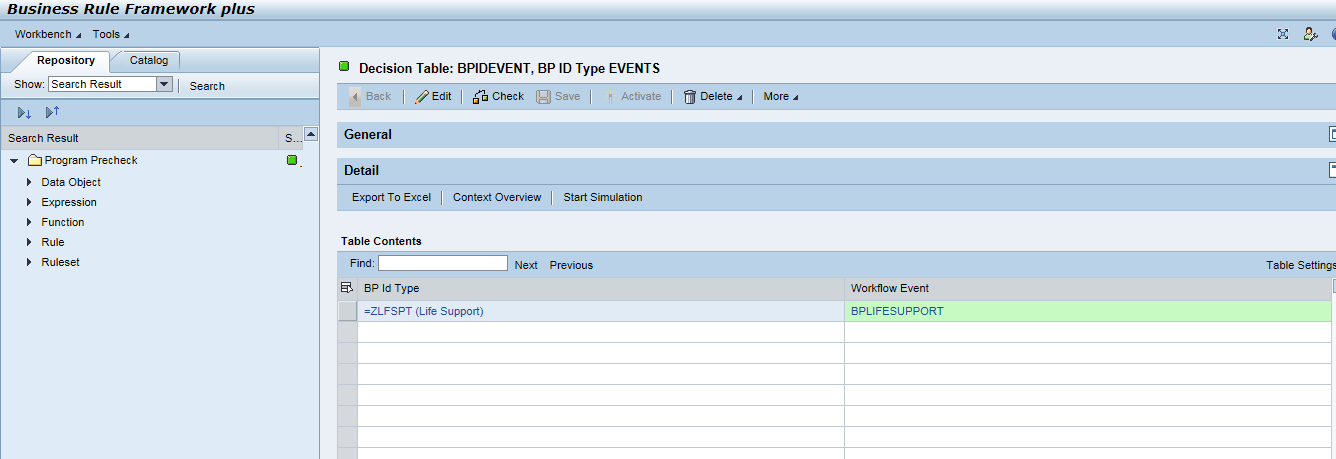 Business Rule Framework plus
Workbench Tools
Repository Catalog
Show: Search Result Search
Search Result S...
Program Precheck
Data Object
Expression
Function
Rule
Ruleset
Decision Table: BPIDEVENT, BP ID Type EVENTS
Back Edit Check Save Activate Delete More
General
Detail
Export To Excel Context Overview Start Simulation
Table Contents
Find: Next Previous Table Settings
BP Id Type Workflow Event
=ZLFSPT (Life Support) BPLIFESUPPORT